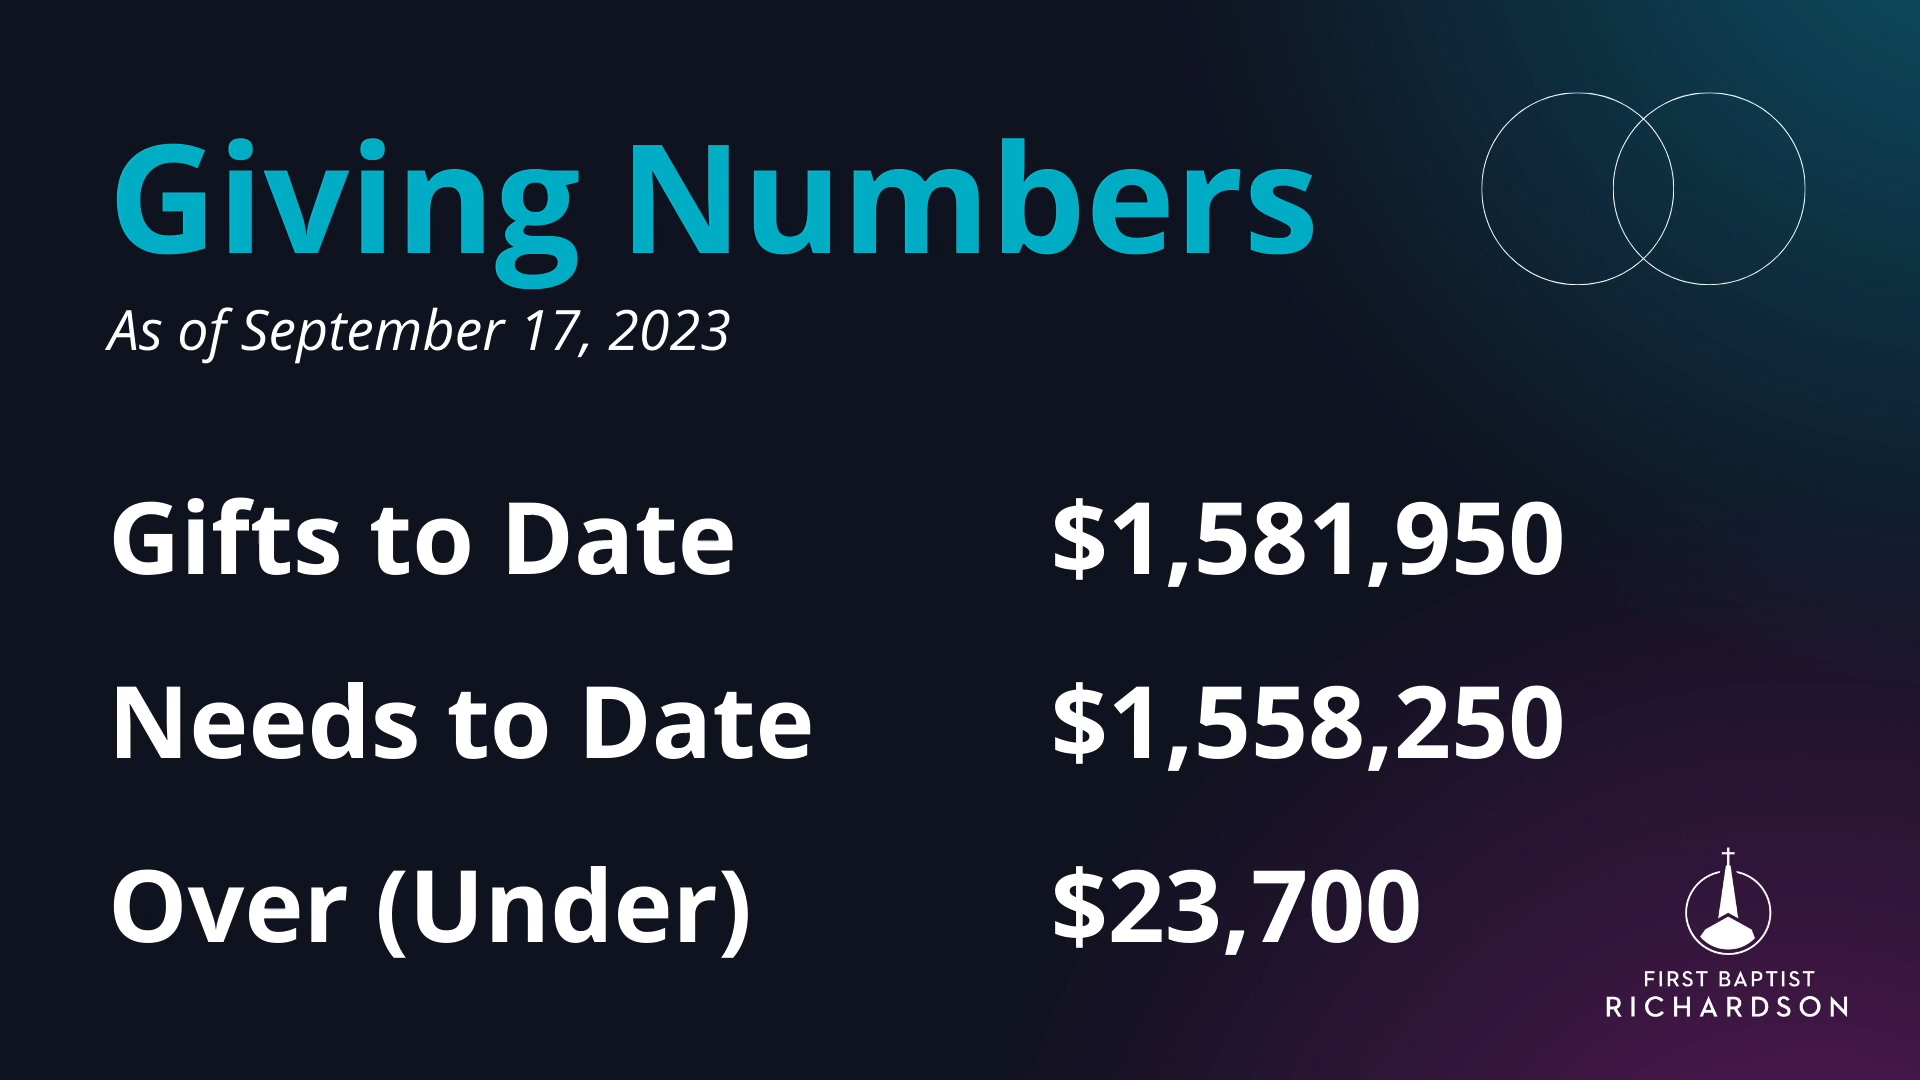 Giving Numbers
As of September 17, 2023
Gifts to Date $1,581,950
Needs to Date $1,558,250
Over (Under) $23,700
FIRST BAPTIST
RICHARDSON